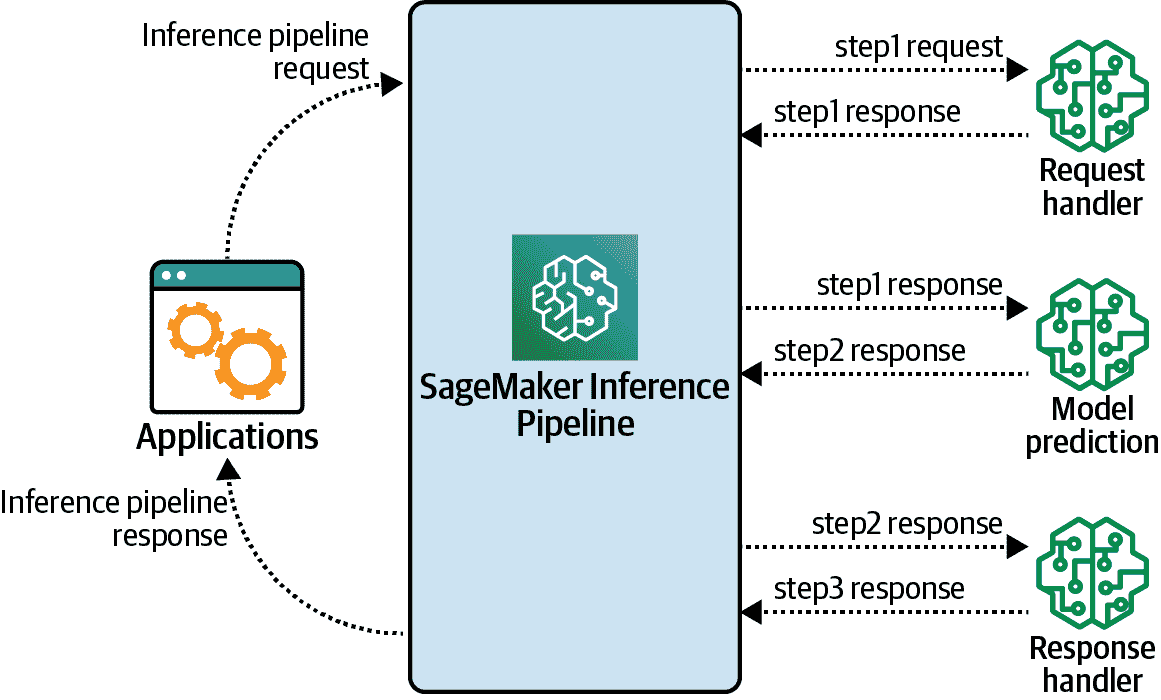 Inference pipeline
request
step1 request
step1 response
Request
handler
step1 response
step2 response
SageMaker Inference
Pipeline
Model
prediction
Applications
Inference pipeline
response
step2 response
step3 response
Response
handler